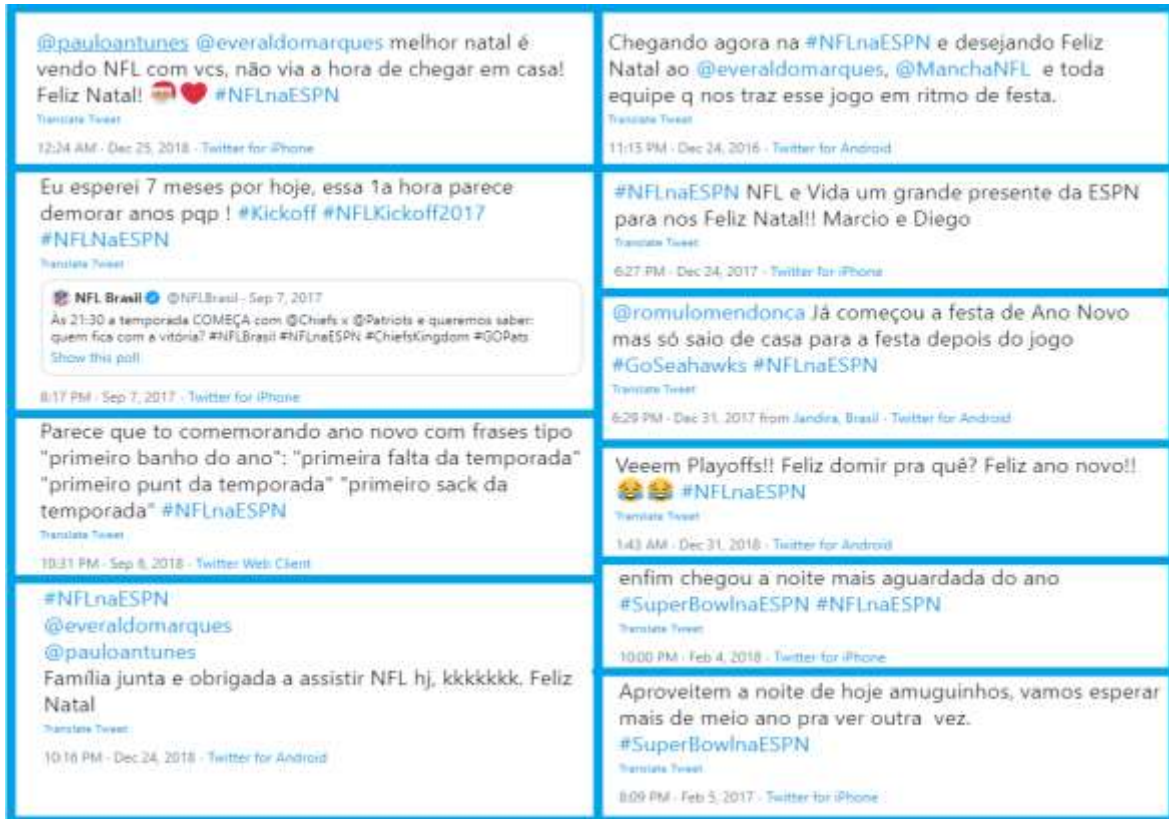 @pauloantunes @everaldomarques melhor natal é
vendo NFL com vcs, não via a hora de chegar em casa!
Feliz Natal! 🎅❤️ #NFLnaESPN
Translate Tweet
12:24 AM · Dec 25, 2018 · Twitter for iPhone
Eu esperei 7 meses por hoje, essa 1a hora parece
demorar anos pqp ! #Kickoff #NFLKickoff2017
#NFLNaESPN
Translate Tweet
NFL Brasil @NFLBrasil · Sep 7, 2017
Às 21:30 a temporada COMEÇA com @Chiefs x @Patriots e queremos saber:
quem fica com a vitória? #NFLBrasil #NFLnaESPN #ChiefsKingdom #GOPats
Show this poll
8:17 PM · Sep 7, 2017 · Twitter for iPhone
Parece que to comemorando ano novo com frases tipo
"primeiro banho do ano": "primeira falta da temporada"
"primeiro punt da temporada" "primeiro sack da
temporada" #NFLnaESPN
Translate Tweet
10:31 PM · Sep 6, 2018 · Twitter Web Client
#NFLnaESPN
@everaldomarques
@pauloantunes
Família junta e obrigada a assistir NFL hj, kkkkkkk. Feliz
Natal
Translate Tweet
10:16 PM · Dec 24, 2018 · Twitter for Android
Chegando agora na #NFLnaESPN e desejando Feliz
Natal ao @everaldomarques, @ManchaNFL e toda
equipe q nos traz esse jogo em ritmo de festa.
Translate Tweet
11:15 PM · Dec 24, 2016 · Twitter for Android
#NFLnaESPN NFL e Vida um grande presente da ESPN
para nos Feliz Natal!! Marcio e Diego
Translate Tweet
6:27 PM · Dec 24, 2017 · Twitter for iPhone
@romulomendonca Já começou a festa de Ano Novo
mas só saio de casa para a festa depois do jogo
#GoSeahawks #NFLnaESPN
Translate Tweet
6:29 PM · Dec 31, 2017 from Jandira, Brasil · Twitter for Android
Veeem Playoffs!! Feliz domir pra quê? Feliz ano novo!!
😂😂 #NFLnaESPN
Translate Tweet
1:43 AM · Dec 31, 2018 · Twitter for Android
enfim chegou a noite mais aguardada do ano
#SuperBowlnaESPN #NFLnaESPN
Translate Tweet
10:00 PM · Feb 4, 2018 · Twitter for iPhone
Aproveitem a noite de hoje amuguinhos, vamos esperar
mais de meio ano pra ver outra vez.
#SuperBowlnaESPN
Translate Tweet
8:09 PM · Feb 5, 2017 · Twitter for iPhone